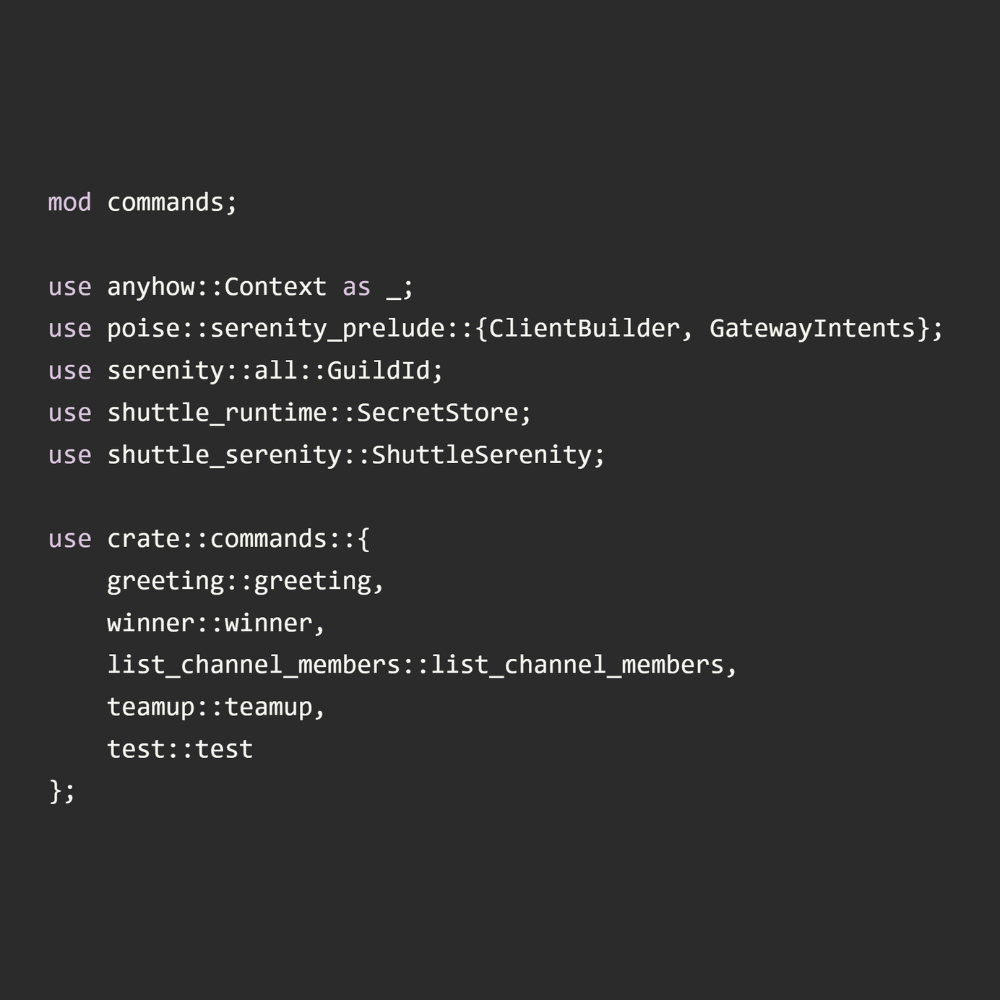 mod commands;

use anyhow::Context as _;
use poise::serenity_prelude::{ClientBuilder, GatewayIntents};
use serenity::all::GuildId;
use shuttle_runtime::SecretStore;
use shuttle_serenity::ShuttleSerenity;

use crate::commands::{
    greeting::greeting,
    winner::winner,
    list_channel_members::list_channel_members,
    teamup::teamup,
    test::test
};